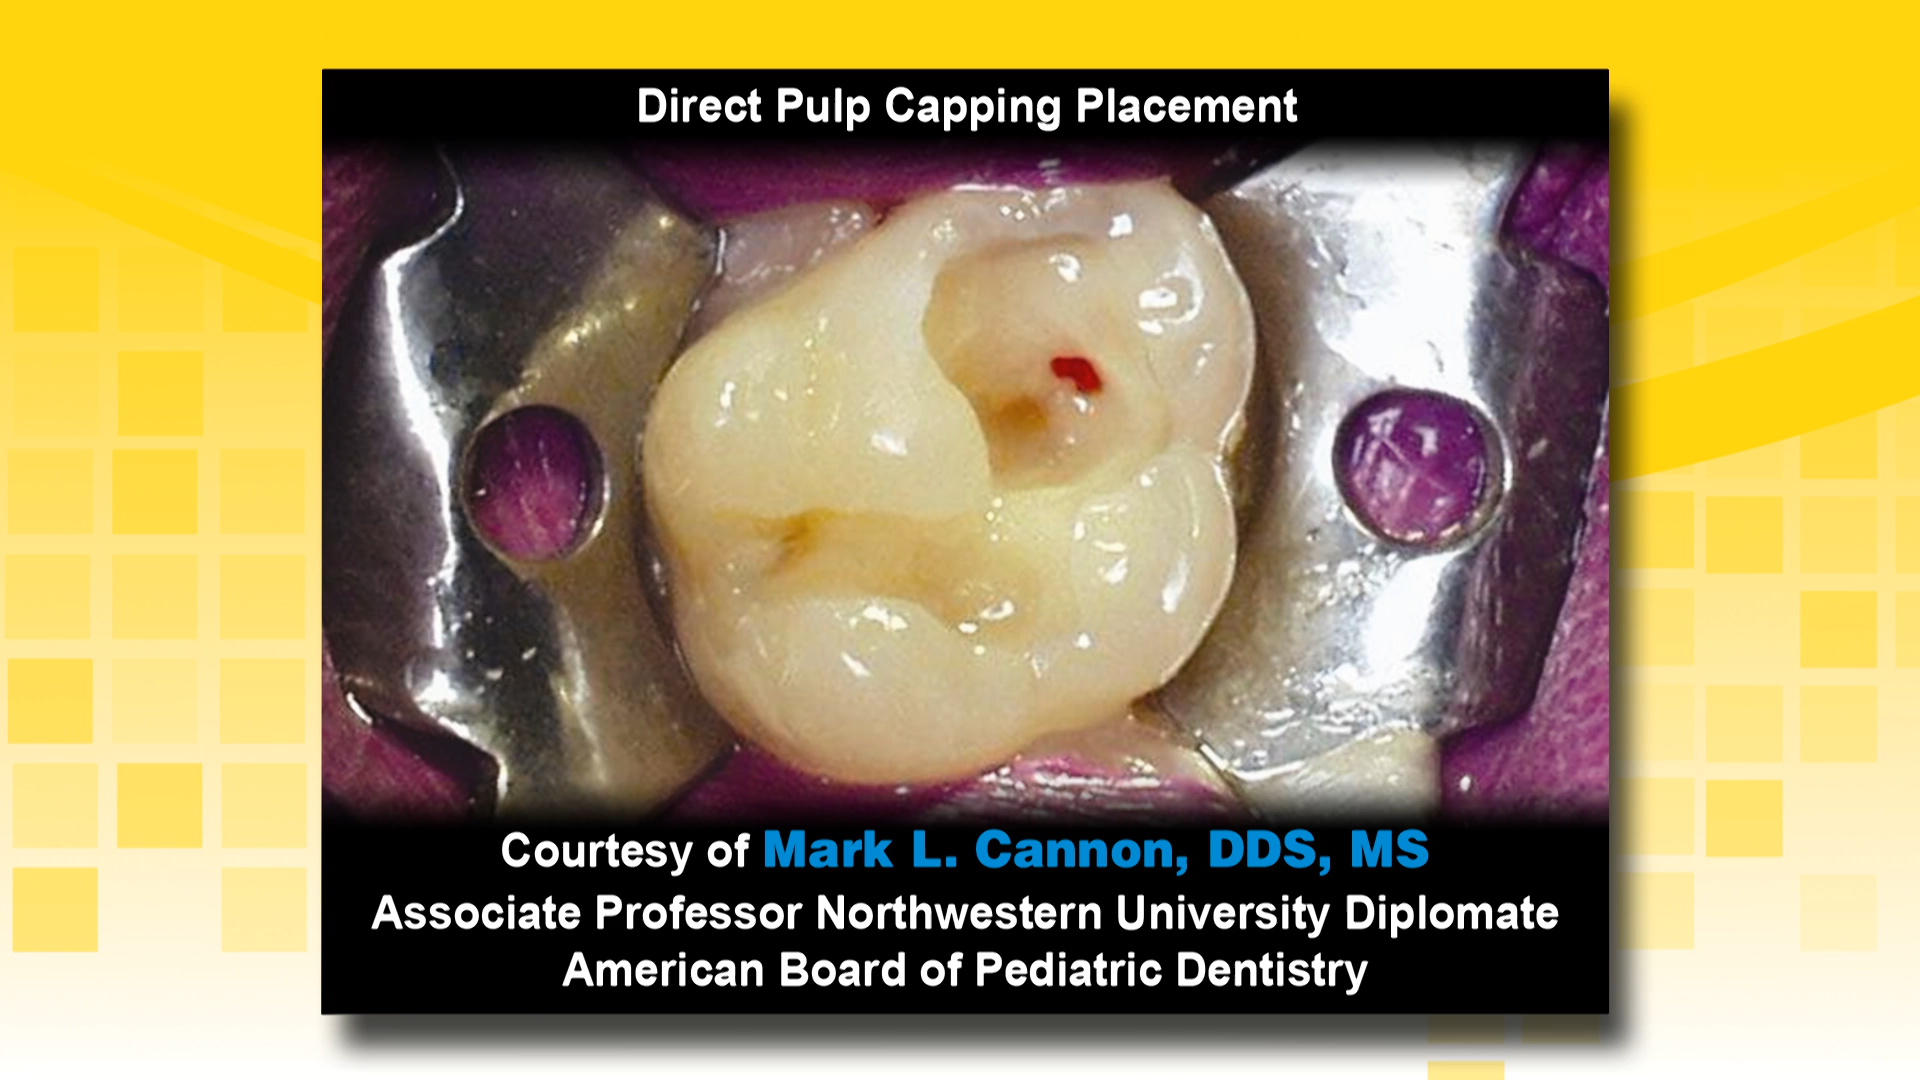 Direct Pulp Capping Placement
Courtesy of Mark L. Cannon, DDS, MS
Associate Professor Northwestern University Diplomate
American Board of Pediatric Dentistry